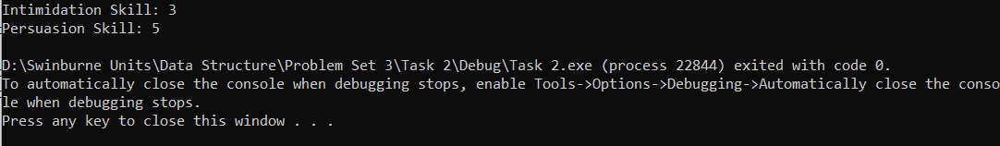 Intimidation Skill: 3
Persuasion Skill: 5
D:\Swinburne Units\Data Structure\Problem Set 3\Task 2\Debug\Task 2.exe (process 22844) exited with code 0.
To automatically close the console when debugging stops, enable Tools->Options->Debugging->Automatically close the conso
le when debugging stops.
Press any key to close this window . . .